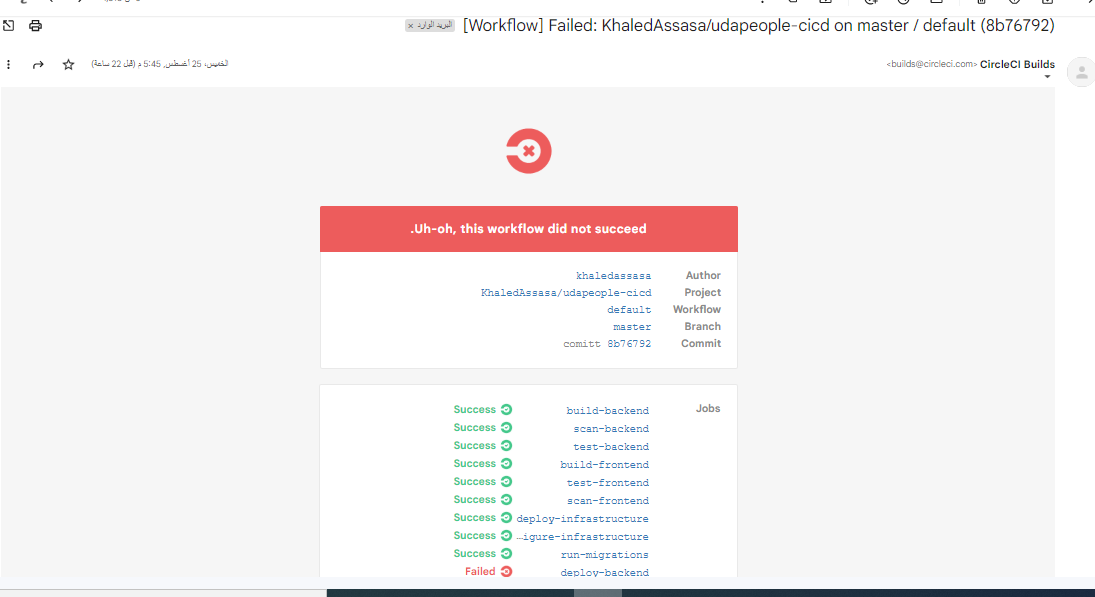 [Workflow] Failed: KhaledAssasa/udapeople-cicd on master / default (8b76792)
البريد الوارد ×
CircleCI Builds <builds@circleci.com>
الخميس، 25 أغسطس, 5:45 م (قبل 22 ساعة)
.Uh-oh, this workflow did not succeed
Author khaledassasa
Project KhaledAssasa/udapeople-cicd
Workflow default
Branch master
Commit 8b76792 comitt
Jobs
build-backend Success
scan-backend Success
test-backend Success
build-frontend Success
test-frontend Success
scan-frontend Success
deploy-infrastructure Success
…igure-infrastructure Success
run-migrations Success
deploy-backend Failed